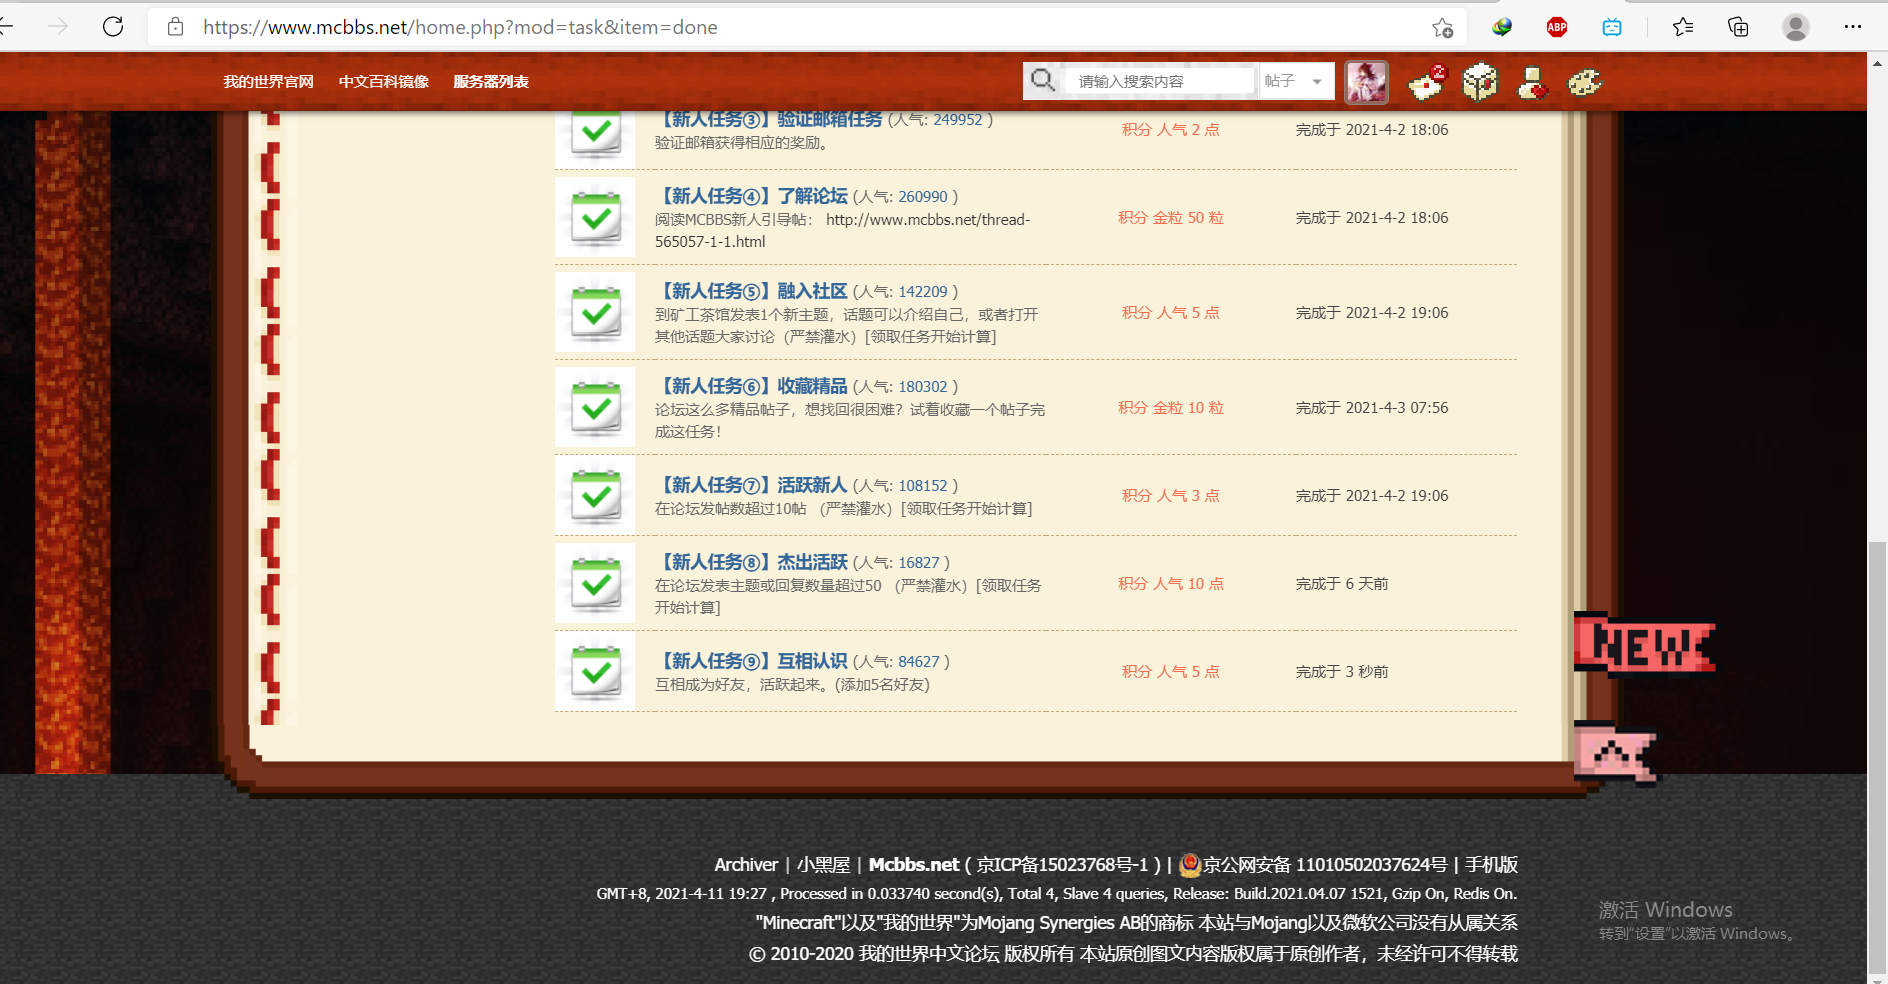 https://www.mcbbs.net/home.php?mod=task&item=done
ABP
我的世界官网 中文百科镜像 服务器列表 请输入搜索内容 帖子 2
【新人任务③】验证邮箱任务 (人气: 249952 )
验证邮箱获得相应的奖励。
积分 人气 2 点 完成于 2021-4-2 18:06
【新人任务④】了解论坛 (人气: 260990 )
阅读MCBBS新人引导帖： http://www.mcbbs.net/thread-
565057-1-1.html
积分 金粒 50 粒 完成于 2021-4-2 18:06
【新人任务⑤】融入社区 (人气: 142209 )
到矿工茶馆发表1个新主题，话题可以介绍自己，或者打开
其他话题大家讨论（严禁灌水）[领取任务开始计算]
积分 人气 5 点 完成于 2021-4-2 19:06
【新人任务⑥】收藏精品 (人气: 180302 )
论坛这么多精品帖子，想找回很困难？试着收藏一个帖子完
成这任务！
积分 金粒 10 粒 完成于 2021-4-3 07:56
【新人任务⑦】活跃新人 (人气: 108152 )
在论坛发帖数超过10帖 （严禁灌水）[领取任务开始计算]
积分 人气 3 点 完成于 2021-4-2 19:06
【新人任务⑧】杰出活跃 (人气: 16827 )
在论坛发表主题或回复数量超过50 （严禁灌水）[领取任务
开始计算]
积分 人气 10 点 完成于 6 天前
【新人任务⑨】互相认识 (人气: 84627 )
互相成为好友，活跃起来。(添加5名好友)
积分 人气 5 点 完成于 3 秒前
NEW
Archiver | 小黑屋 | Mcbbs.net ( 京ICP备15023768号-1 ) | 京公网安备 11010502037624号 | 手机版
GMT+8, 2021-4-11 19:27 , Processed in 0.033740 second(s), Total 4, Slave 4 queries, Release: Build.2021.04.07 1521, Gzip On, Redis On.
"Minecraft"以及"我的世界"为Mojang Synergies AB的商标 本站与Mojang以及微软公司没有从属关系
© 2010-2020 我的世界中文论坛 版权所有 本站原创图文内容版权属于原创作者，未经许可不得转载
激活 Windows
转到"设置"以激活 Windows。